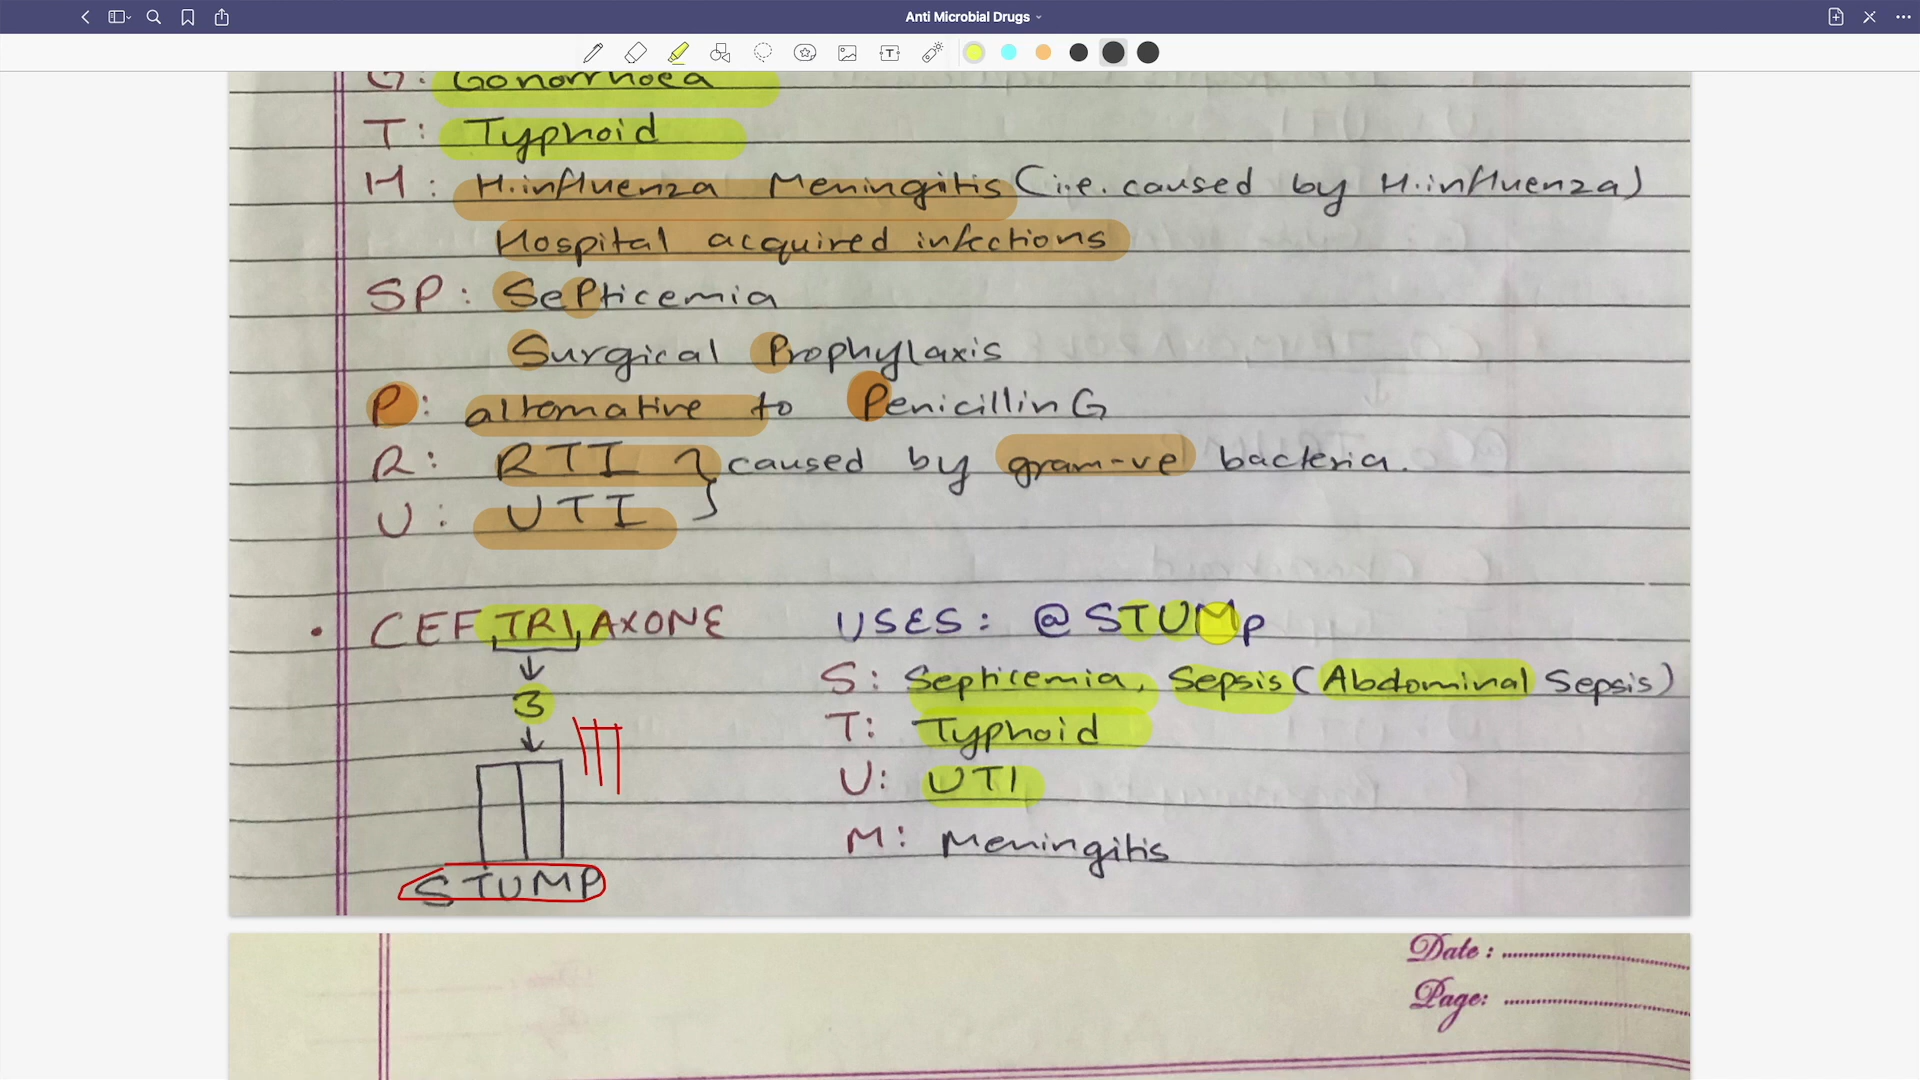 Anti Microbial Drugs
G: Gonorrhoea
T: Typhoid
H: H.influenza Meningitis (i.e. caused by H.influenza)
Hospital acquired infections
SP: Septicemia
Surgical Prophylaxis
P: alternative to Penicillin G
R: RTI } caused by gram-ve bacteria.
U: UTI
• CEFTRIAXONE USES: @ STUMP
↓
3
↓
STUMP
S: Septicemia, Sepsis (Abdominal Sepsis)
T: Typhoid
U: UTI
M: Meningitis
Date :
Page: